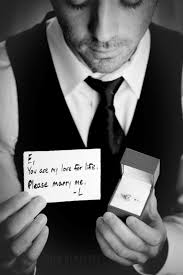 E,
You are my love for life.
Please marry me.
-L